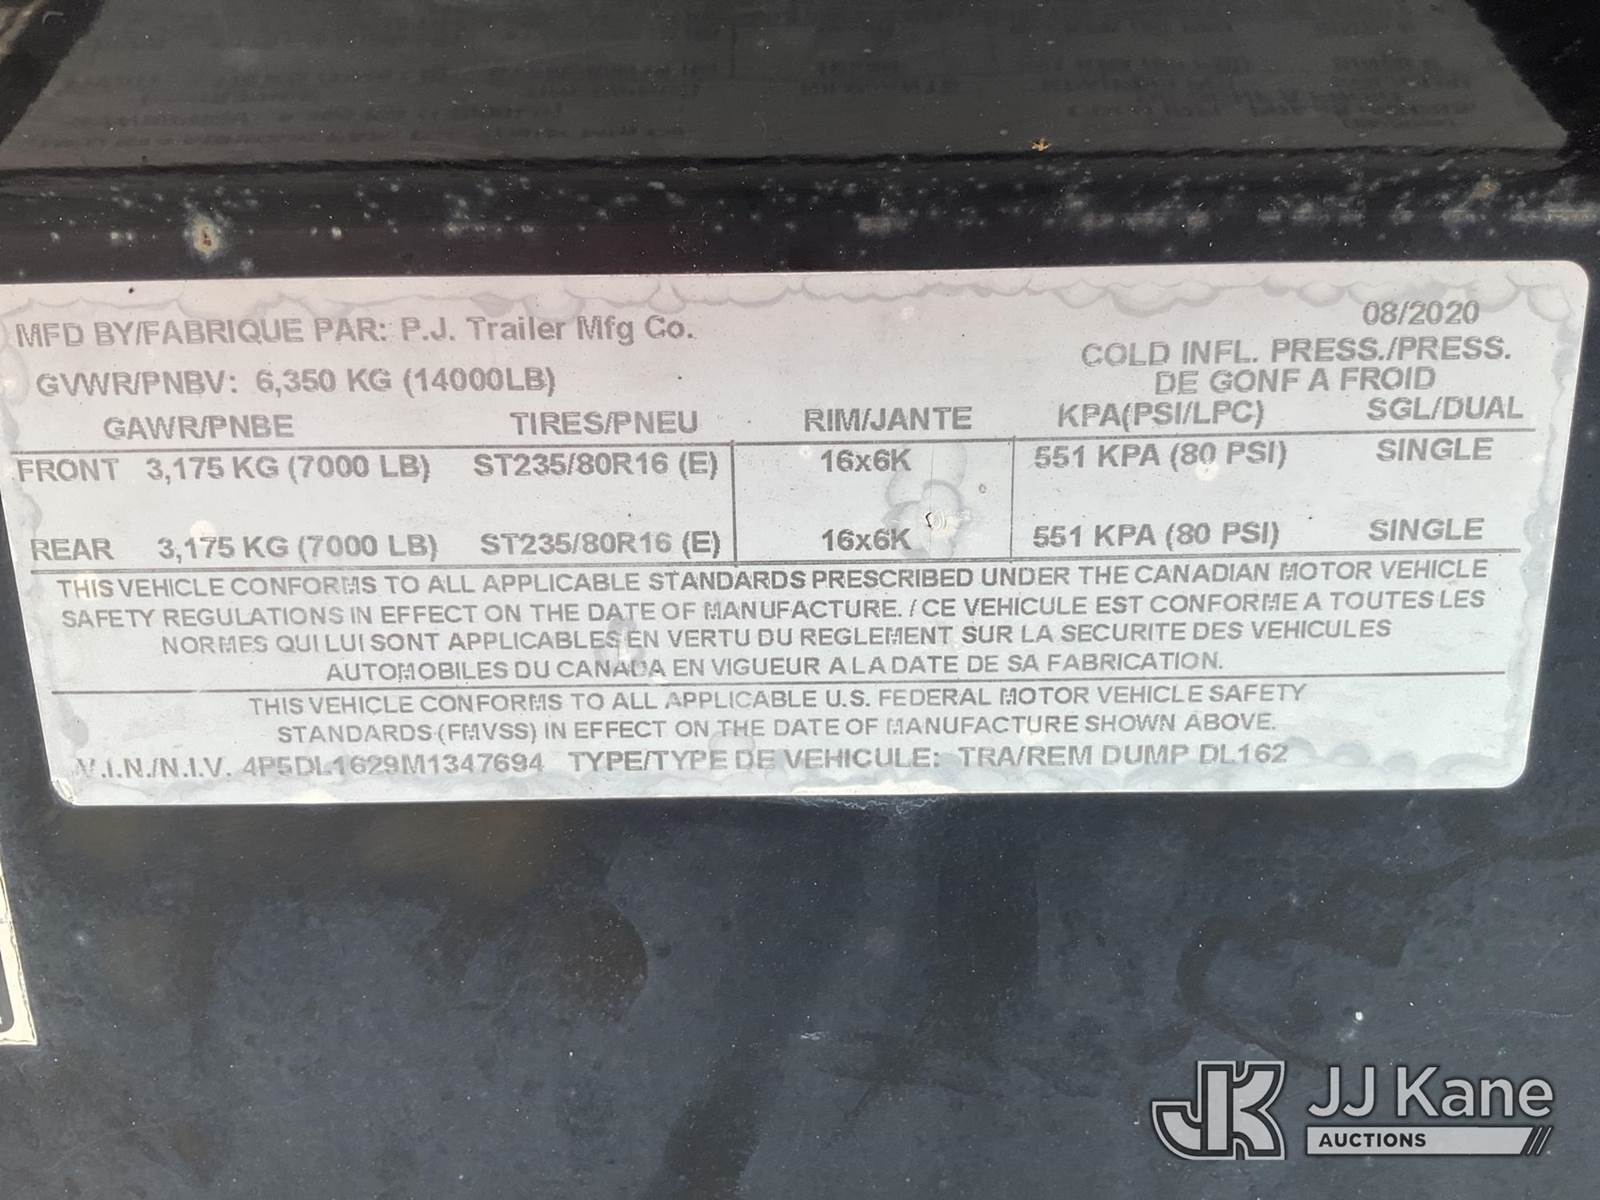 08/2020
MFD BY/FABRIQUE PAR: P.J. Trailer Mfg Co.
COLD INFL. PRESS./PRESS.
GVWR/PNBV: 6,350 KG (14000LB)
DE GONF A FROID
GAWR/PNBE TIRES/PNEU RIM/JANTE KPA(PSI/LPC) SGL/DUAL
FRONT 3,175 KG (7000 LB) ST235/80R16 (E) 16x6K 551 KPA (80 PSI) SINGLE
REAR 3,175 KG (7000 LB) ST235/80R16 (E) 16x6K 551 KPA (80 PSI) SINGLE
THIS VEHICLE CONFORMS TO ALL APPLICABLE STANDARDS PRESCRIBED UNDER THE CANADIAN MOTOR VEHICLE
SAFETY REGULATIONS IN EFFECT ON THE DATE OF MANUFACTURE. / CE VEHICULE EST CONFORME A TOUTES LES
NORMES QUI LUI SONT APPLICABLES EN VERTU DU REGLEMENT SUR LA SECURITE DES VEHICULES
AUTOMOBILES DU CANADA EN VIGUEUR A LA DATE DE SA FABRICATION.
THIS VEHICLE CONFORMS TO ALL APPLICABLE U.S. FEDERAL MOTOR VEHICLE SAFETY
STANDARDS (FMVSS) IN EFFECT ON THE DATE OF MANUFACTURE SHOWN ABOVE.
V.I.N./N.I.V. 4P5DL1629M1347694 TYPE/TYPE DE VEHICULE: TRA/REM DUMP DL162
JK JJ Kane
AUCTIONS